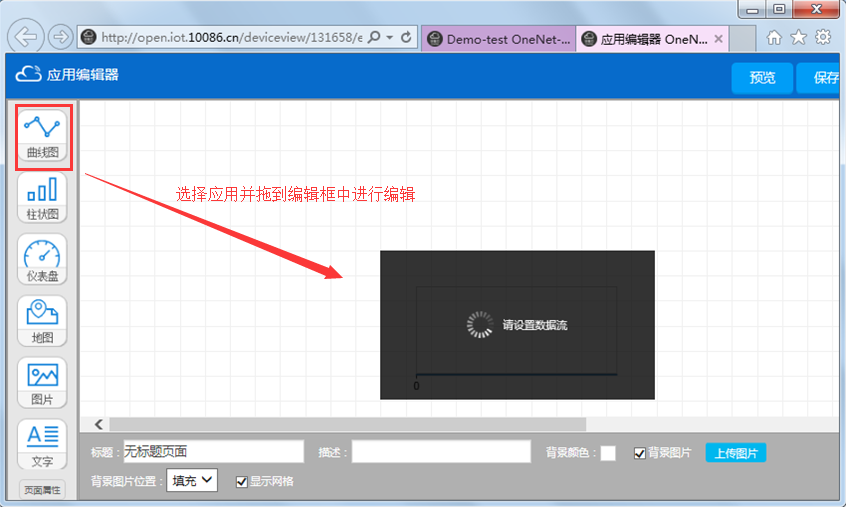 http://open.iot.10086.cn/deviceview/131658/e
Demo-test OneNet-...
应用编辑器 OneN...
应用编辑器
预览
保存
曲线图
选择应用并拖到编辑框中进行编辑
柱状图
仪表盘
地图
请设置数据流
0
图片
文字
页面属性
标题：无标题页面 描述： 背景颜色： 背景图片 上传图片
背景图片位置：填充 显示网格